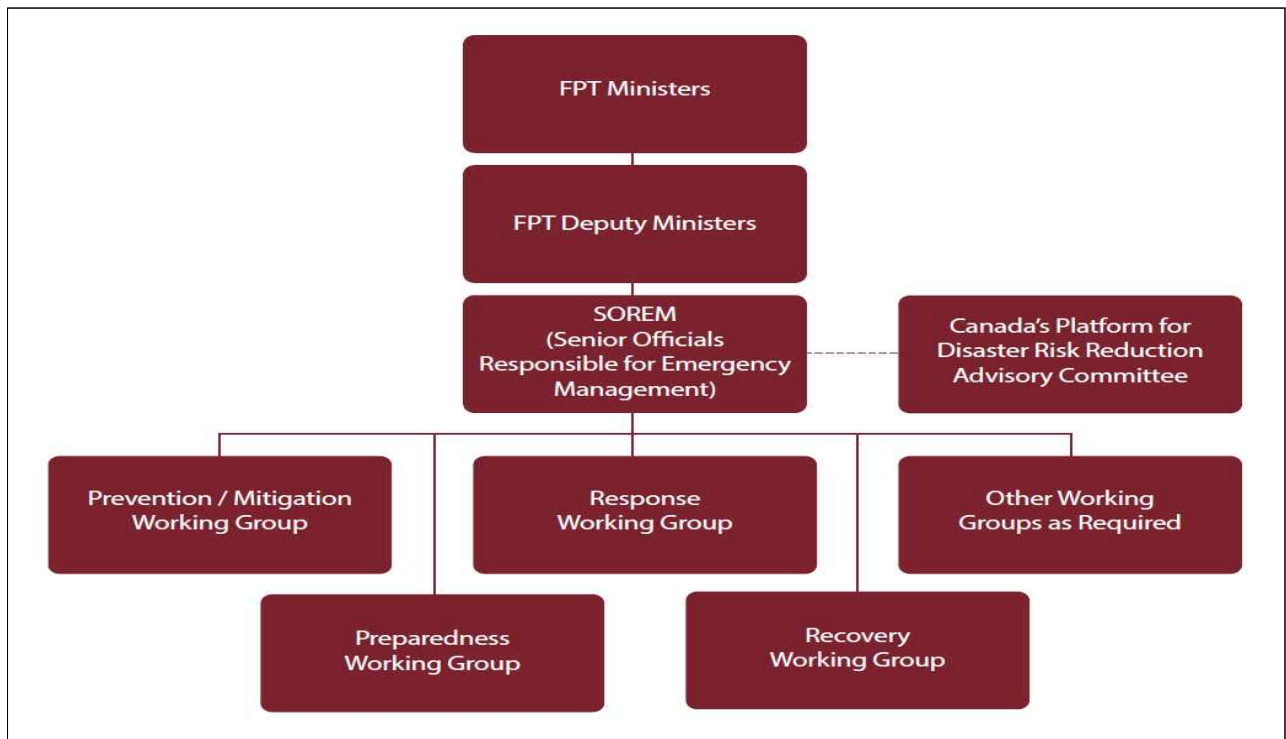 FPT Ministers
FPT Deputy Ministers
SOREM
(Senior Officials
Responsible for Emergency
Management)
Canada’s Platform for
Disaster Risk Reduction
Advisory Committee
Prevention / Mitigation
Working Group
Response
Working Group
Other Working
Groups as Required
Preparedness
Working Group
Recovery
Working Group